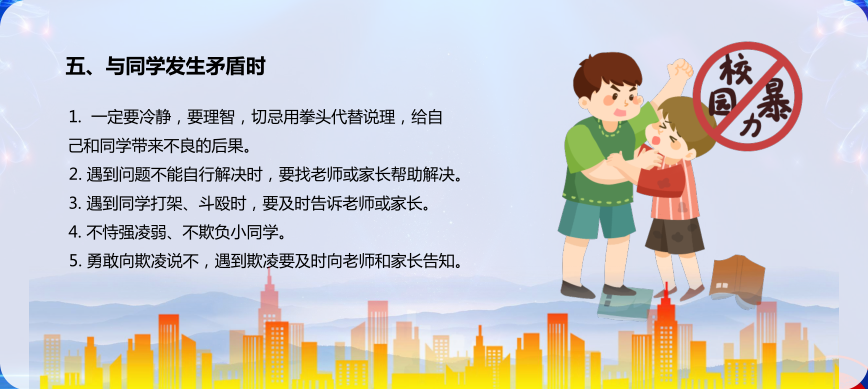 五、与同学发生矛盾时
1. 一定要冷静，要理智，切忌用拳头代替说理，给自
己和同学带来不良的后果。
2. 遇到问题不能自行解决时，要找老师或家长帮助解决。
3. 遇到同学打架、斗殴时，要及时告诉老师或家长。
4. 不恃强凌弱、不欺负小同学。
5. 勇敢向欺凌说不，遇到欺凌要及时向老师和家长告知。
校园
暴力